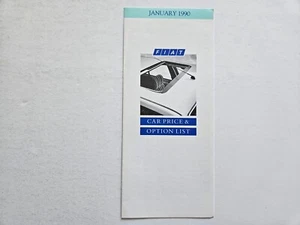 JANUARY 1990
FIAT
CAR PRICE &
OPTION LIST